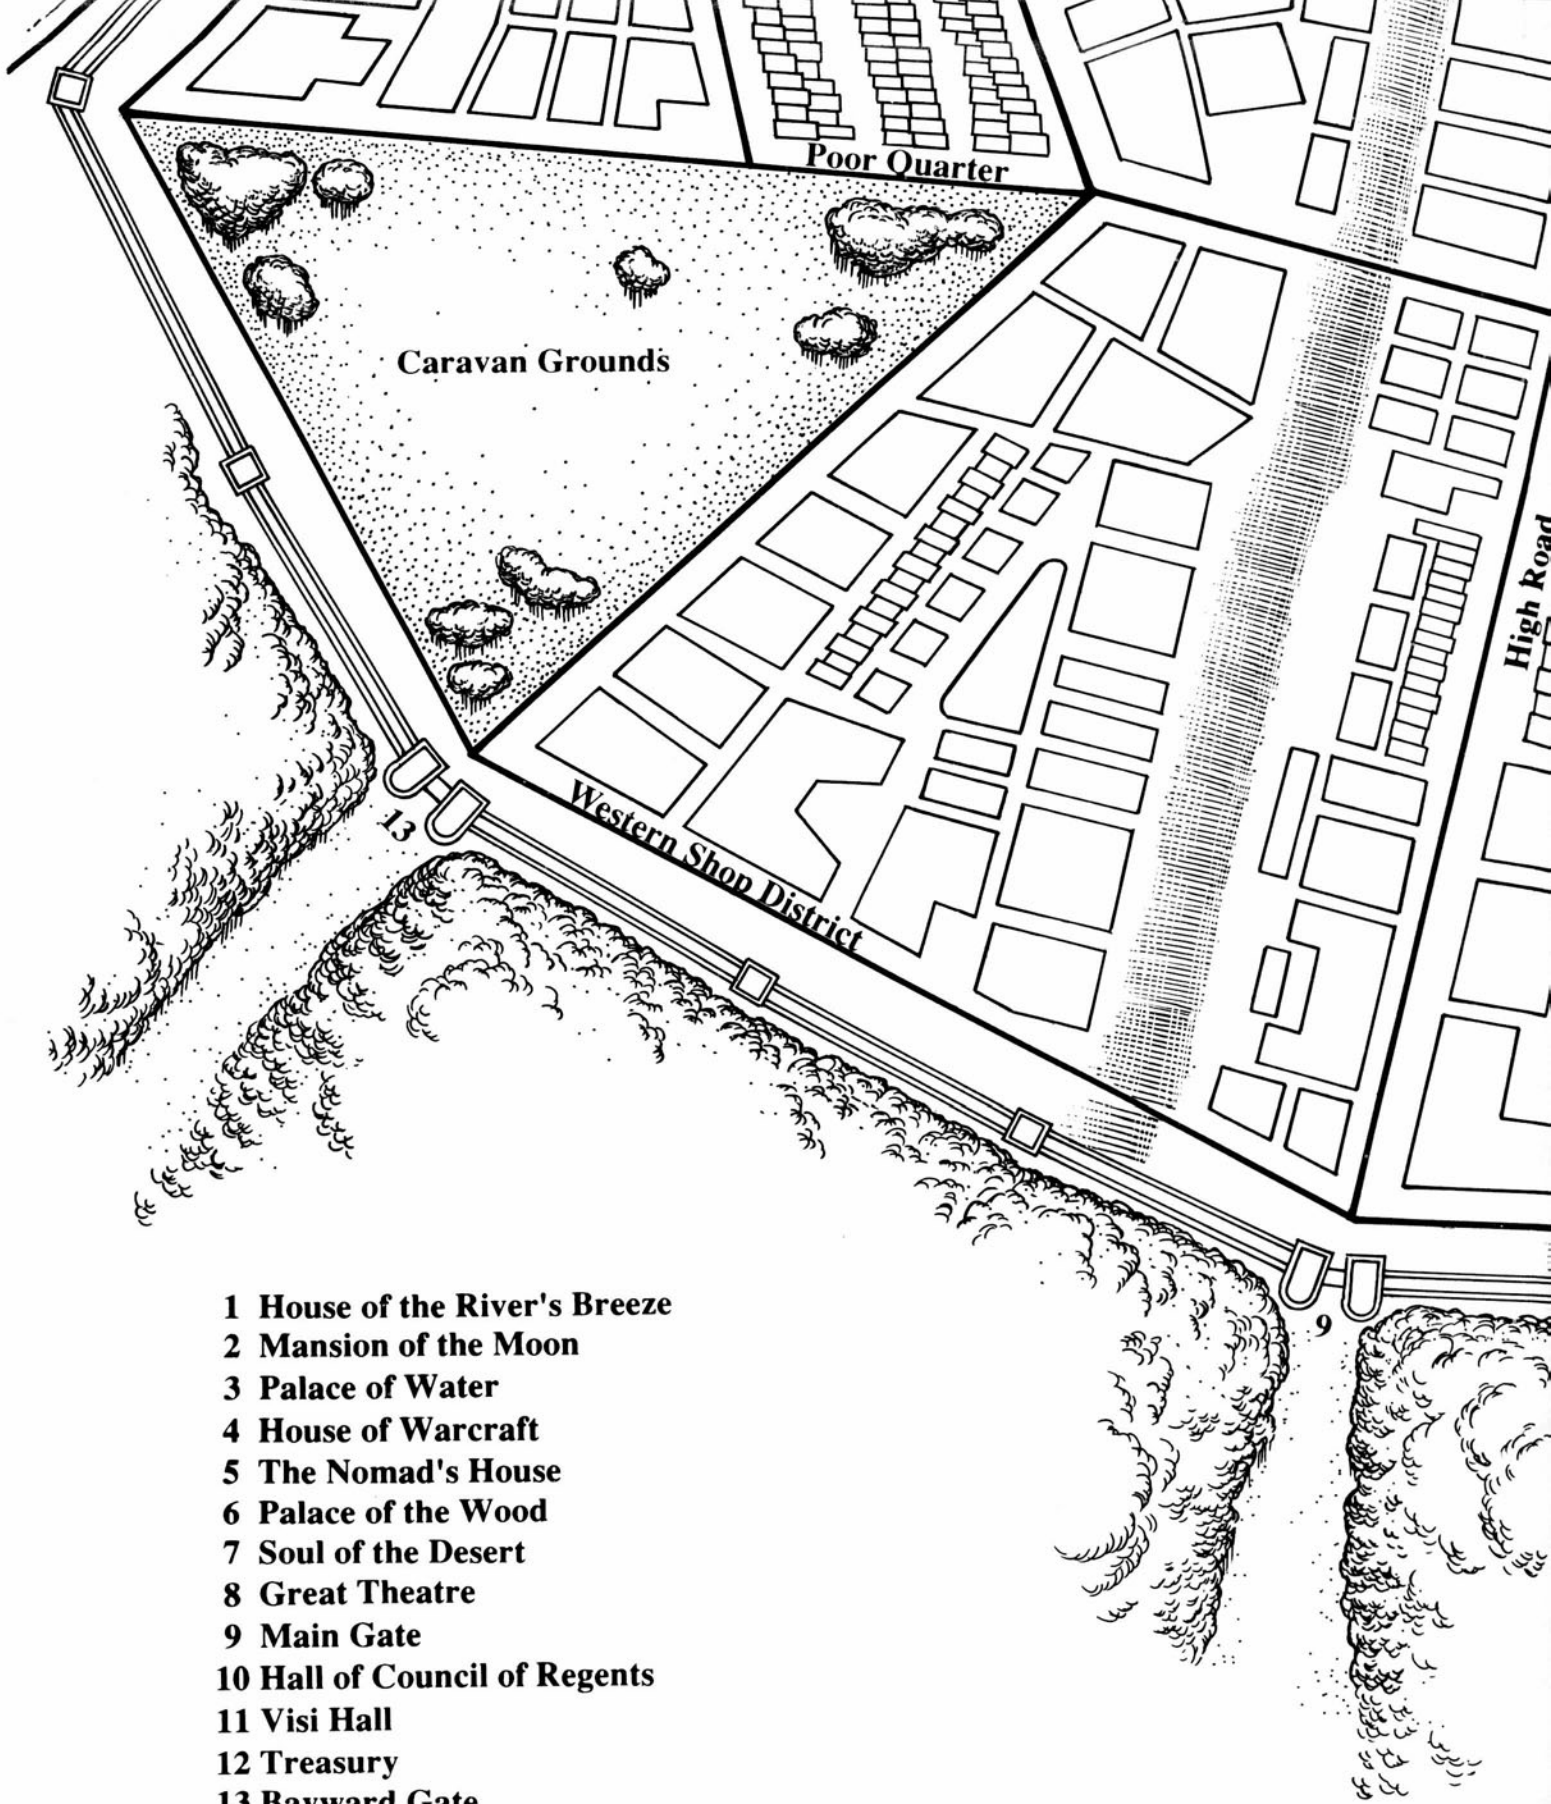 Poor Quarter
Caravan Grounds
High Road
Western Shop District
13
9
1 House of the River's Breeze
2 Mansion of the Moon
3 Palace of Water
4 House of Warcraft
5 The Nomad's House
6 Palace of the Wood
7 Soul of the Desert
8 Great Theatre
9 Main Gate
10 Hall of Council of Regents
11 Visi Hall
12 Treasury
13 Bayward Gate